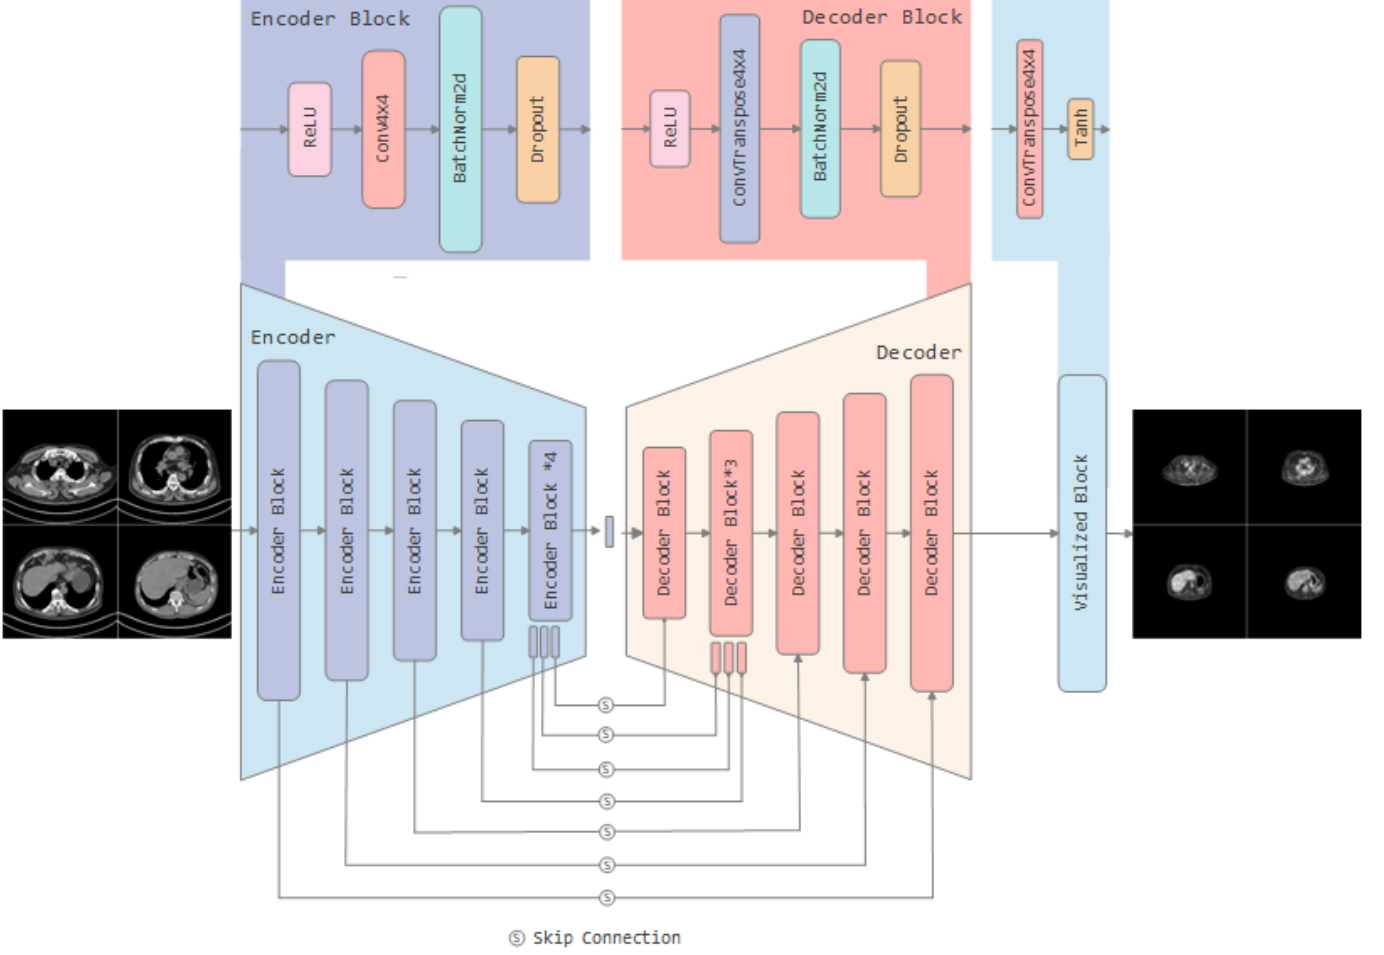 Encoder Block
ReLU
Conv4x4
BatchNorm2d
Dropout
Decoder Block
ReLU
ConvTranspose4x4
BatchNorm2d
Dropout
ConvTranspose4x4
Tanh
Encoder
Encoder Block
Encoder Block
Encoder Block
Encoder Block
Encoder Block *4
Decoder
Decoder Block
Decoder Block*3
Decoder Block
Decoder Block
Decoder Block
Visualized Block
S
S
S
S
S
S
S
S Skip Connection